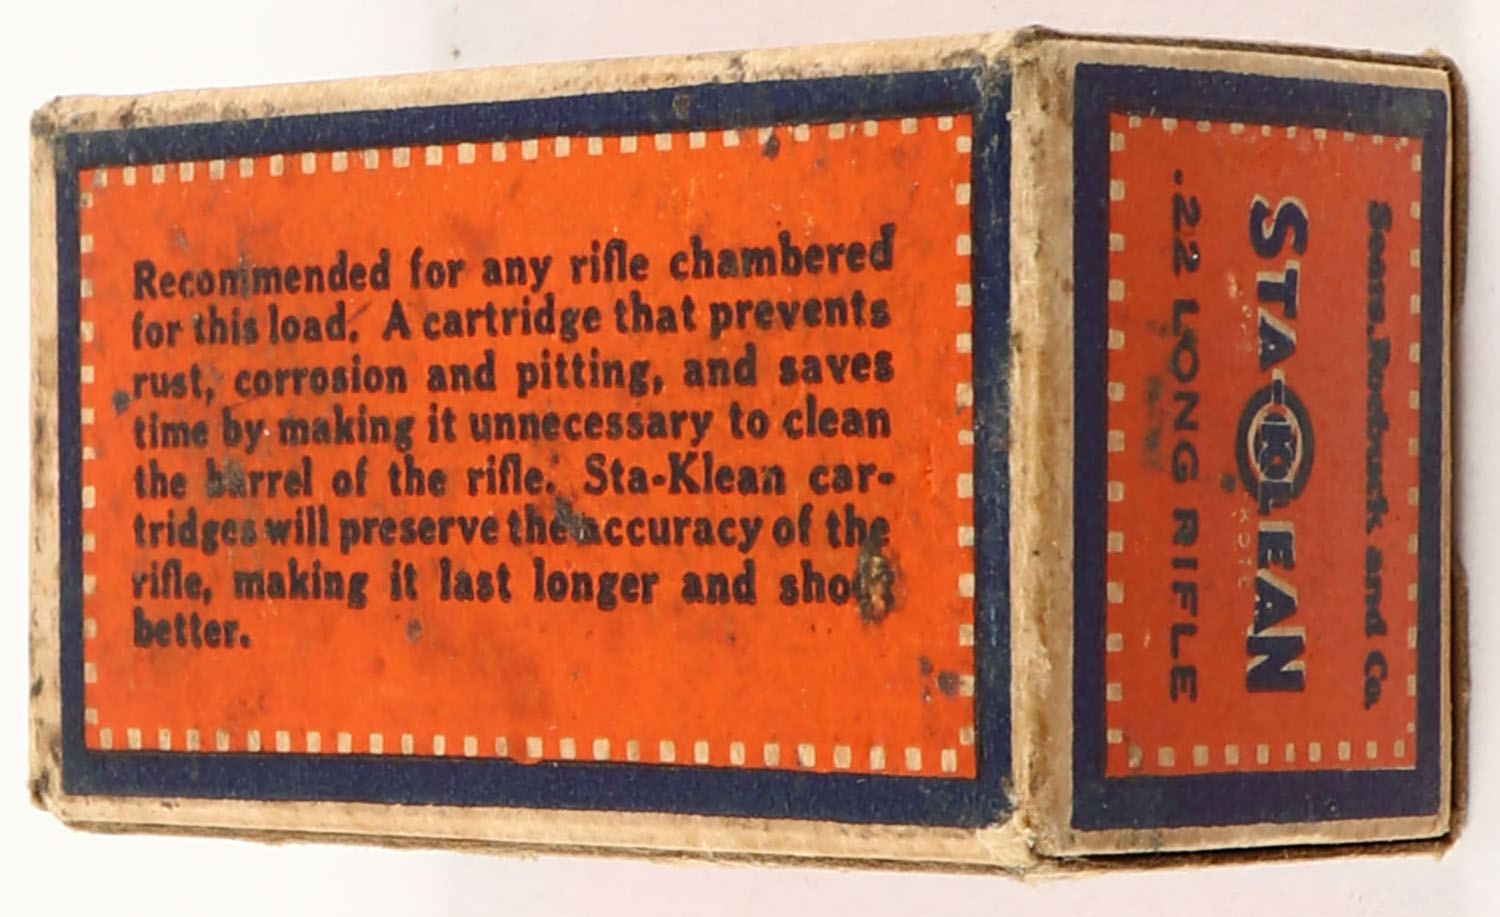 Recommended for any rifle chambered
for this load. A cartridge that prevents
rust, corrosion and pitting, and saves
time by making it unnecessary to clean
the barrel of the rifle. Sta-Klean car-
tridges will preserve the accuracy of the
rifle, making it last longer and shoot
better.
Sears, Roebuck and Co.
STA-KLEAN
.22 LONG RIFLE